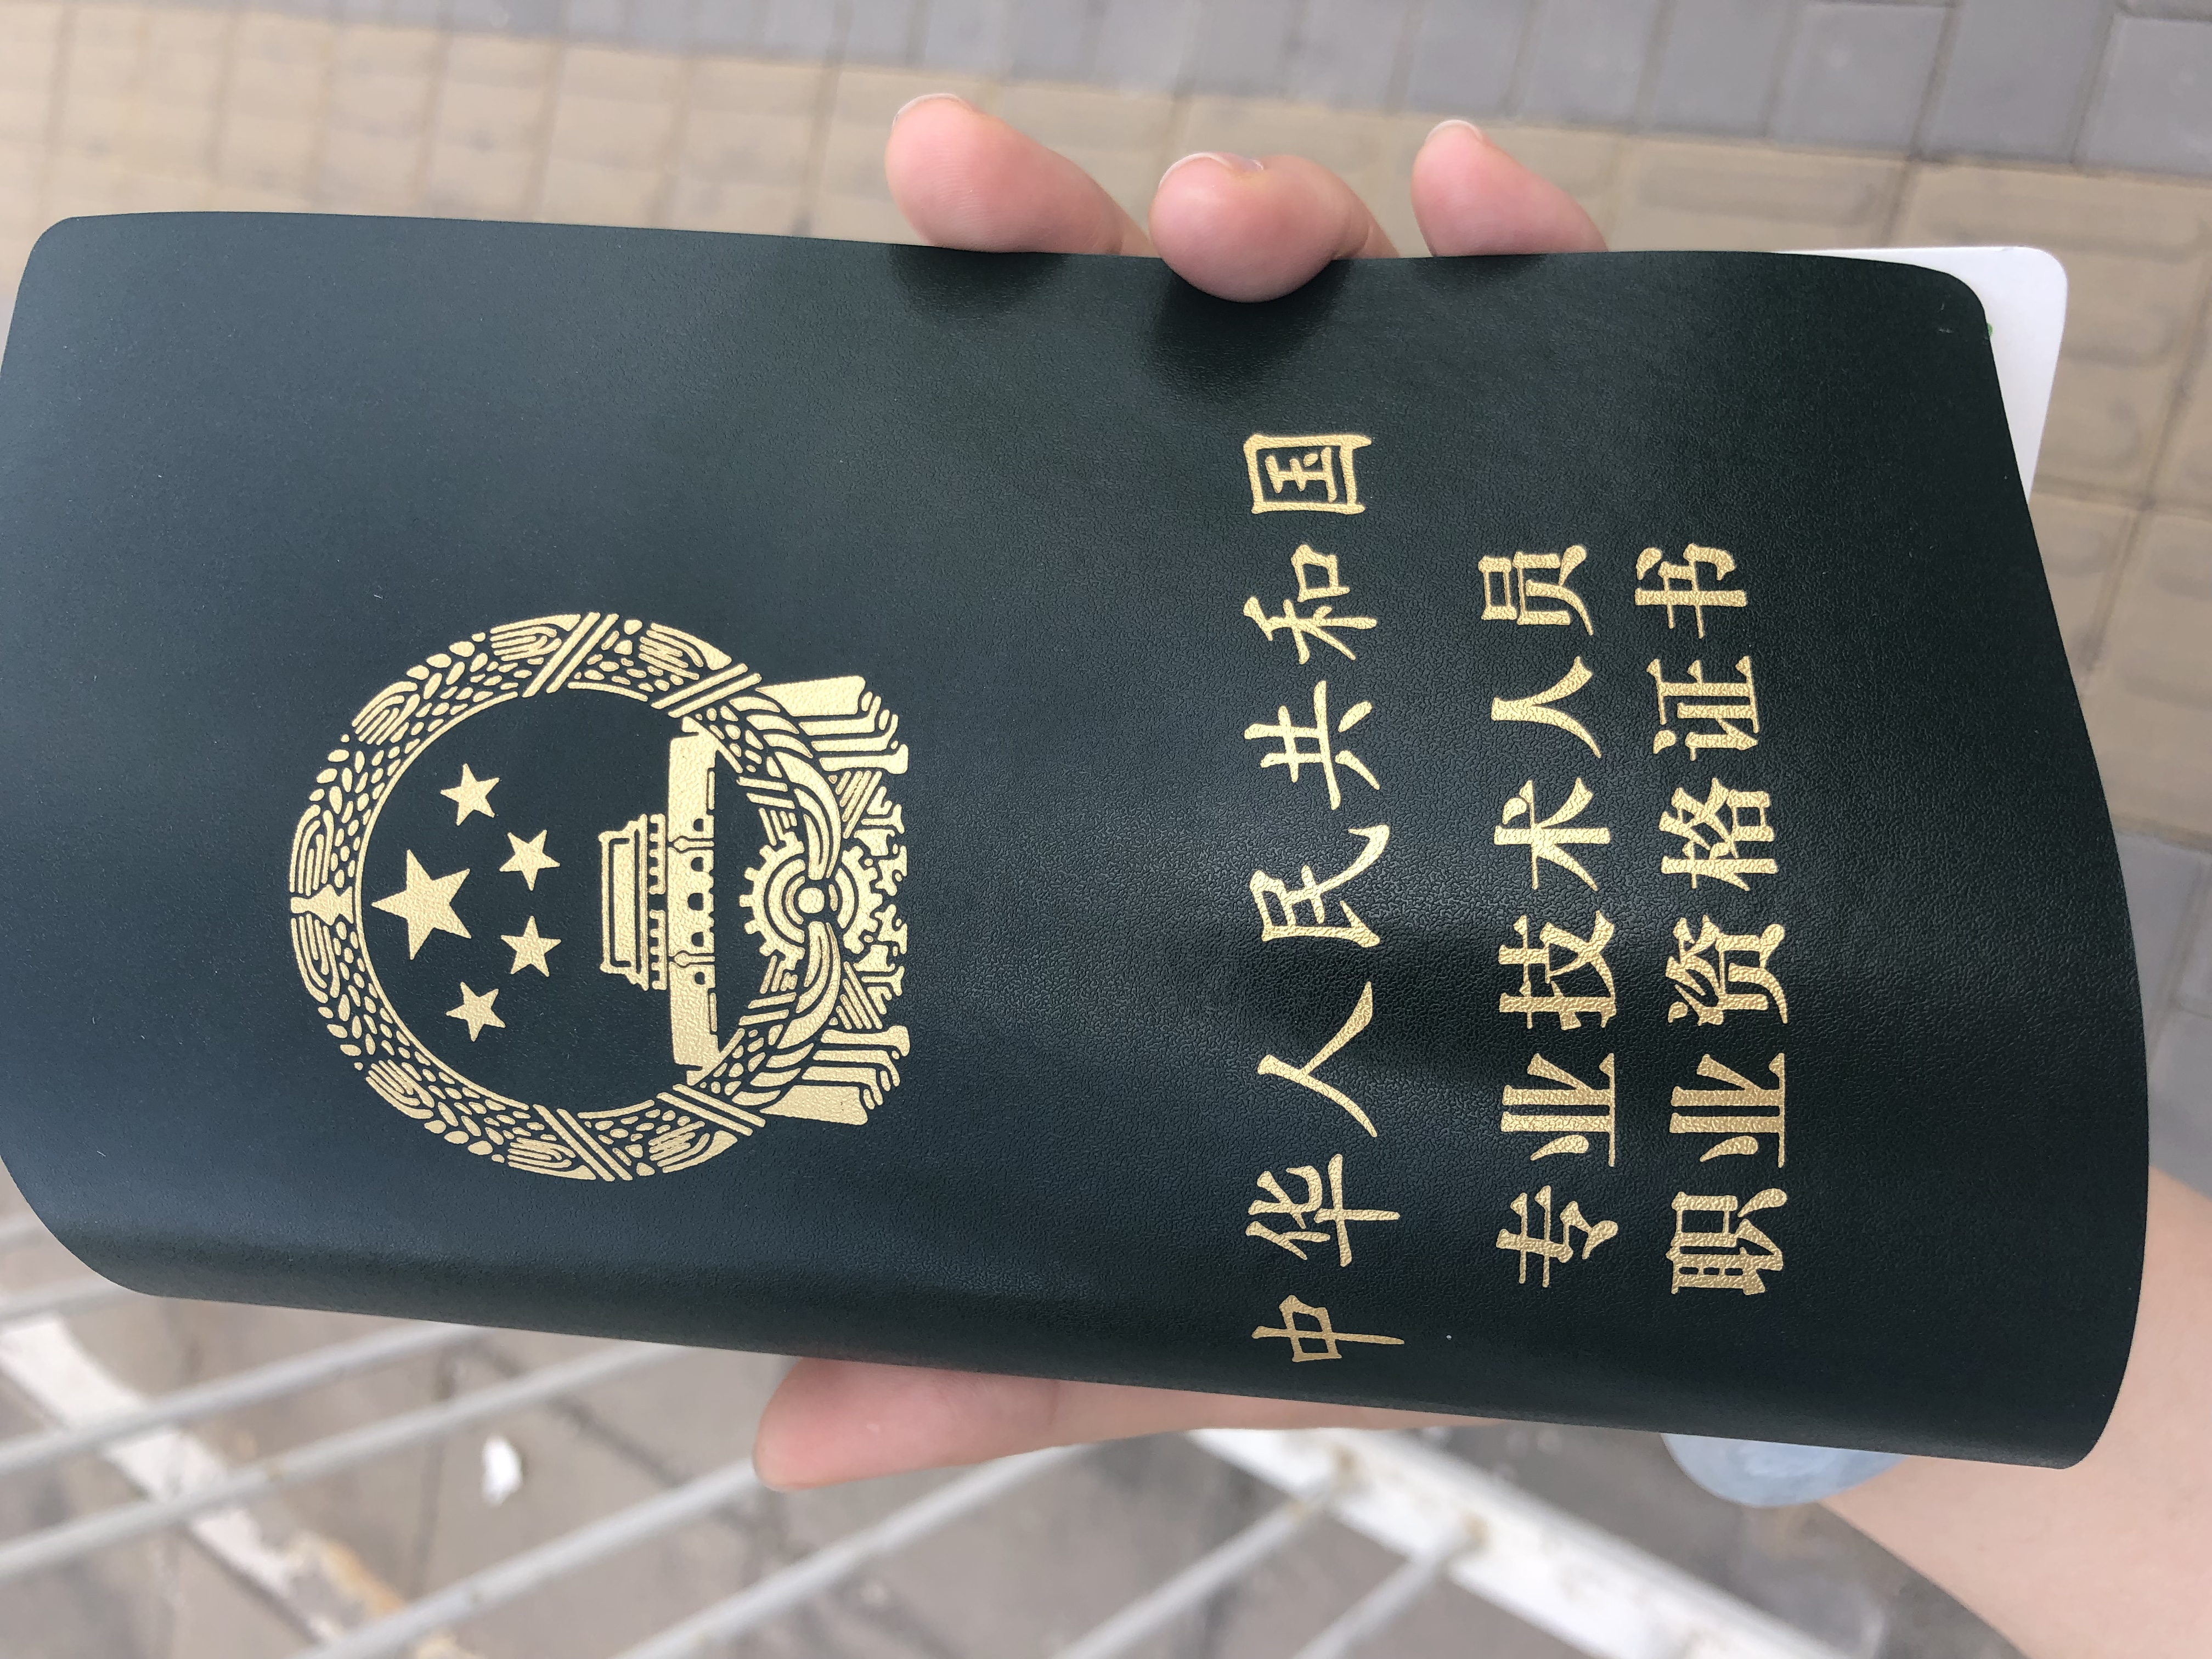 中华人民共和国
专业技术人员
职业资格证书